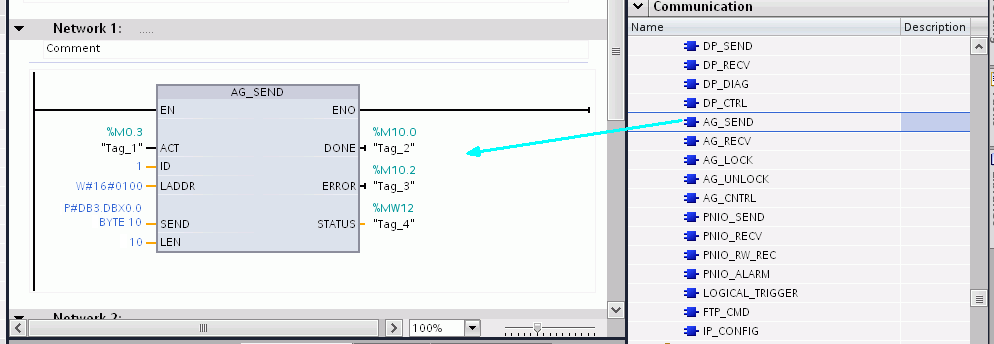 Network 1: .....
Comment
AG_SEND
EN ENO
%M0.3 %M10.0
"Tag_1" ACT DONE "Tag_2"
1 ID %M10.2
W#16#0100 LADDR ERROR "Tag_3"
P#DB3.DBX0.0 %MW12
BYTE 10 SEND STATUS "Tag_4"
10 LEN
Network 2:
100%
Communication
Name Description
DP_SEND
DP_RECV
DP_DIAG
DP_CTRL
AG_SEND
AG_RECV
AG_LOCK
AG_UNLOCK
AG_CNTRL
PNIO_SEND
PNIO_RECV
PNIO_RW_REC
PNIO_ALARM
LOGICAL_TRIGGER
FTP_CMD
IP_CONFIG